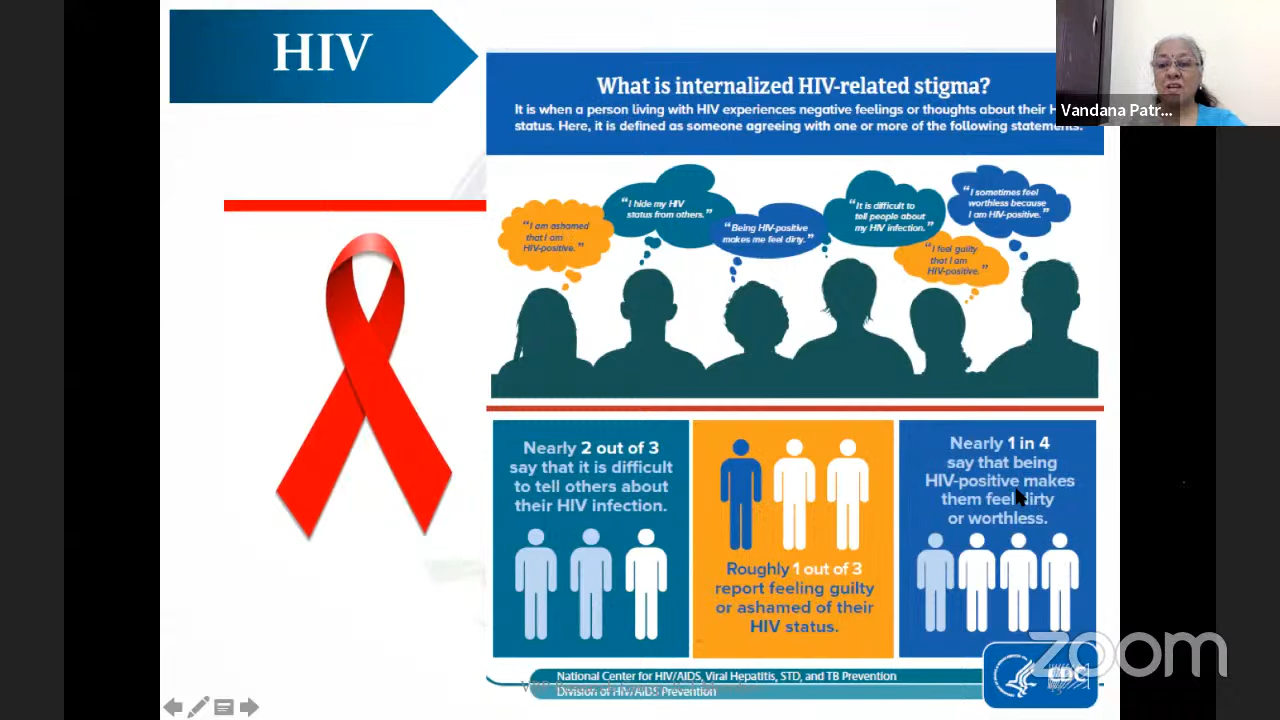 HIV
What is internalized HIV-related stigma?
It is when a person living with HIV experiences negative feelings or thoughts about their H
status. Here, it is defined as someone agreeing with one or more of the following statements:
Vandana Patr...
“I am ashamed
that I am
HIV-positive.”
“I hide my HIV
status from others.”
“Being HIV-positive
makes me feel dirty.”
“It is difficult to
tell people about
my HIV infection.”
“I feel guilty
that I am
HIV-positive.”
“I sometimes feel
worthless because
I am HIV-positive.”
Nearly 2 out of 3
say that it is difficult
to tell others about
their HIV infection.
Roughly 1 out of 3
report feeling guilty
or ashamed of their
HIV status.
Nearly 1 in 4
say that being
HIV-positive makes
them feel dirty
or worthless.
National Center for HIV/AIDS, Viral Hepatitis, STD, and TB Prevention
Division of HIV/AIDS Prevention
CDC
zoom